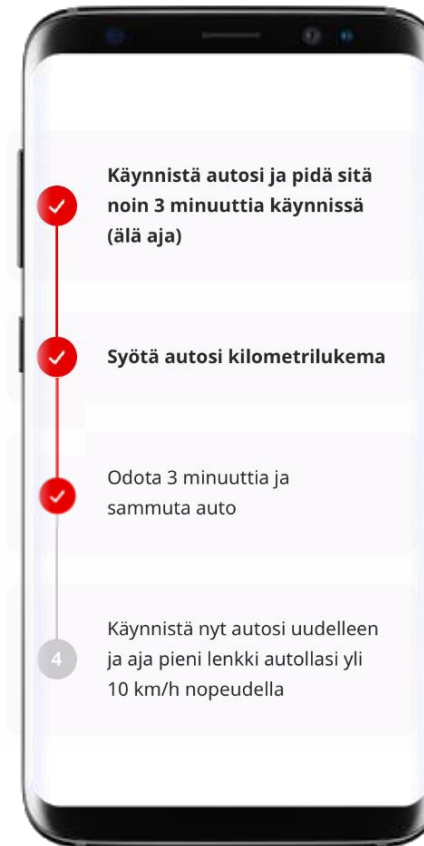 Käynnistä autosi ja pidä sitä
noin 3 minuuttia käynnissä
(älä aja)
Syötä autosi kilometrilukema
Odota 3 minuuttia ja
sammuta auto
4
Käynnistä nyt autosi uudelleen
ja aja pieni lenkki autollasi yli
10 km/h nopeudella